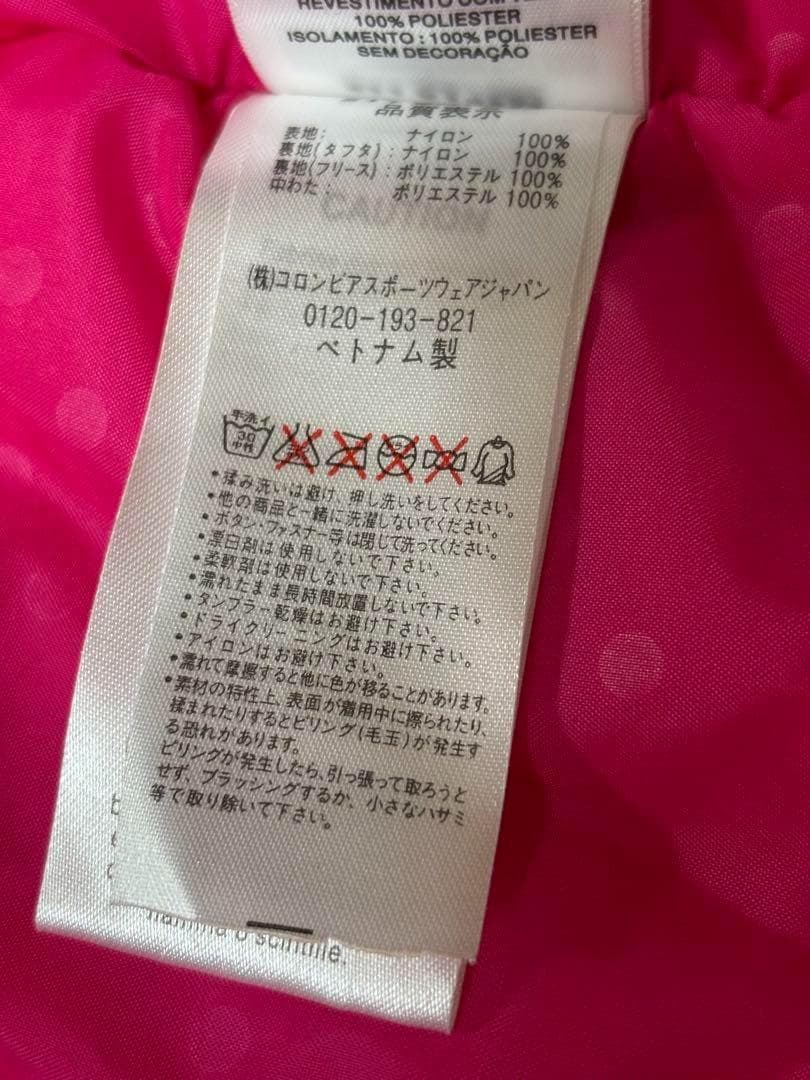 100% POLIESTER
ISOLAMENTO : 100% POLIESTER
SEM DECORAÇÃO
品質表示
表地: ナイロン 100%
裏地(タフタ): ナイロン 100%
裏地(フリース): ポリエステル 100%
中わた: ポリエステル 100%
CAUTION
(株)コロンビアスポーツウェアジャパン
0120-193-821
ベトナム製
手洗イ
30
中性
•揉み洗いは避け、押し洗いをしてください。
•他の商品と一緒に洗濯しないでください。
•ボタン・ファスナー等は閉じて洗ってください。
•漂白剤は使用しないで下さい。
•柔軟剤は使用しないで下さい。
•濡れたまま長時間放置しないで下さい。
•タンブラー乾燥はお避け下さい。
•ドライクリーニングはお避け下さい。
•アイロンはお避け下さい。
•濡れて摩擦すると他に色が移ることがあります。
•素材の特性上、表面が着用中に擦られたり、
揉まれたりするとピリング(毛玉)が発生す
る恐れがあります。
ピリングが発生したら、引っ張って取ろうと
せず、ブラッシングするか、小さなハサミ
等で取り除いて下さい。